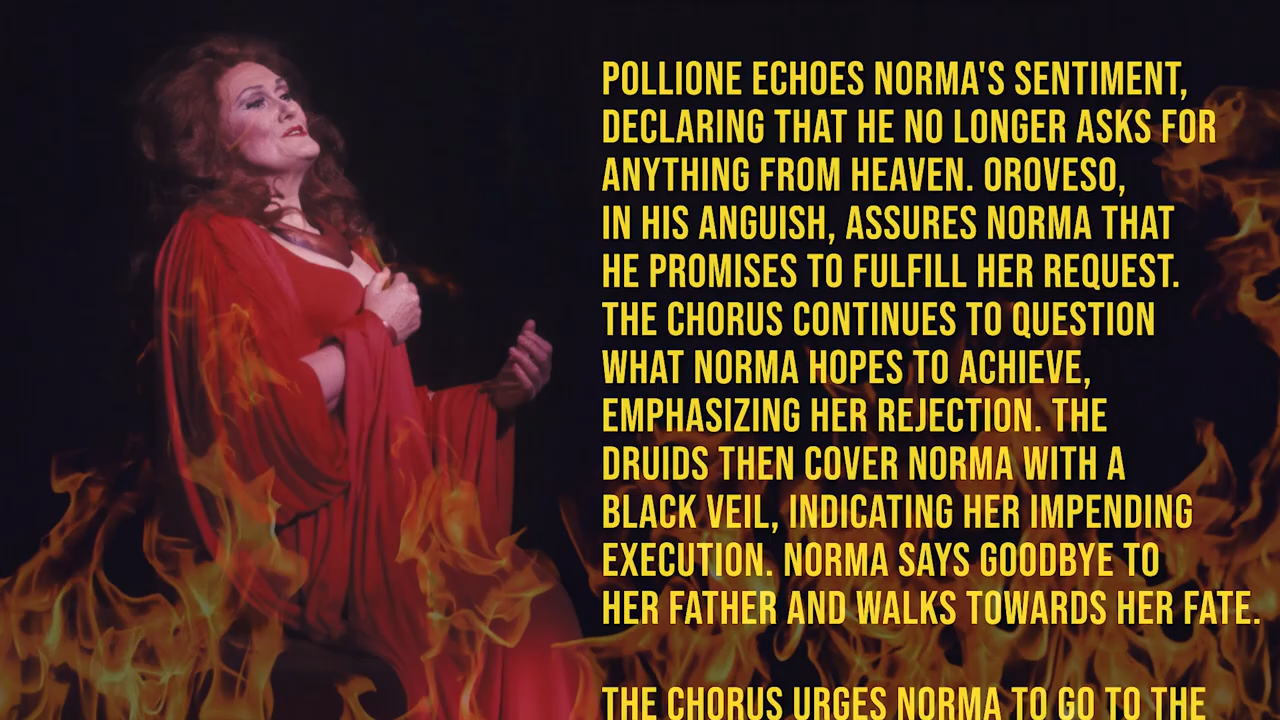 POLLIONE ECHOES NORMA'S SENTIMENT,
DECLARING THAT HE NO LONGER ASKS FOR
ANYTHING FROM HEAVEN. OROVESO,
IN HIS ANGUISH, ASSURES NORMA THAT
HE PROMISES TO FULFILL HER REQUEST.
THE CHORUS CONTINUES TO QUESTION
WHAT NORMA HOPES TO ACHIEVE,
EMPHASIZING HER REJECTION. THE
DRUIDS THEN COVER NORMA WITH A
BLACK VEIL, INDICATING HER IMPENDING
EXECUTION. NORMA SAYS GOODBYE TO
HER FATHER AND WALKS TOWARDS HER FATE.
THE CHORUS URGES NORMA TO GO TO THE